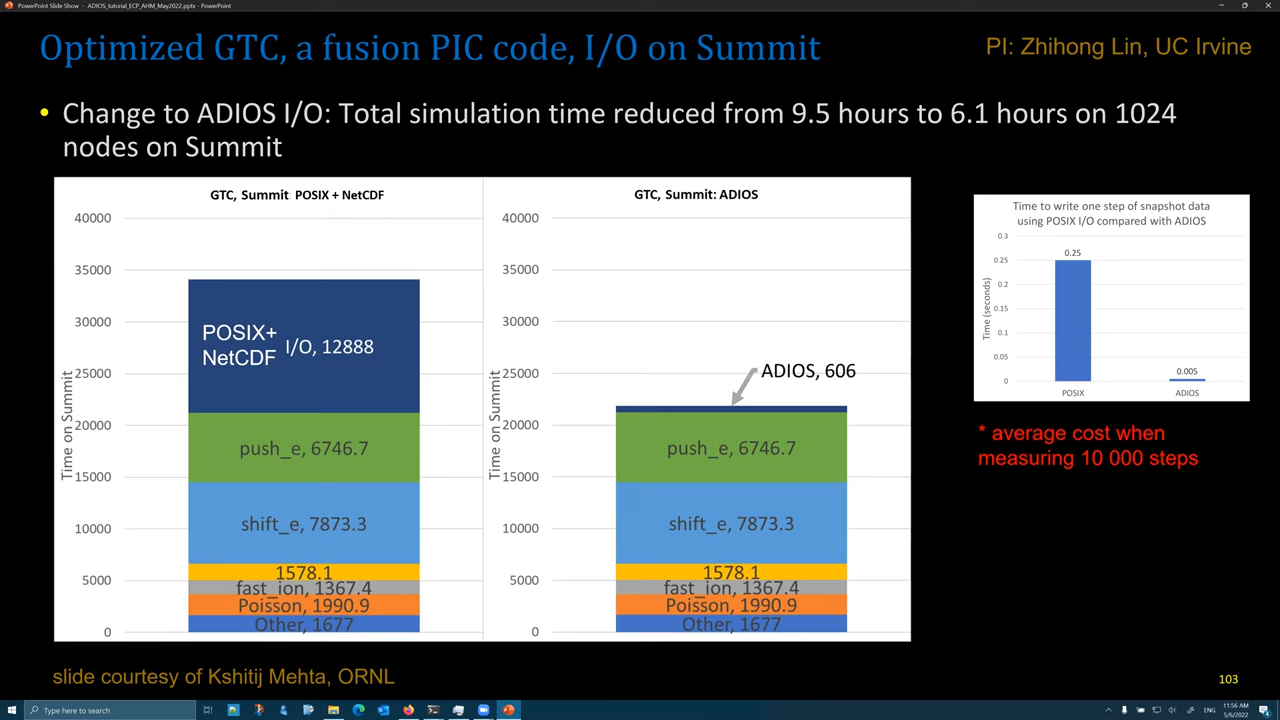 PowerPoint Slide Show - ADIOS_tutorial_ECP_AHM_May2022.pptx - PowerPoint
Optimized GTC, a fusion PIC code, I/O on Summit
PI: Zhihong Lin, UC Irvine
• Change to ADIOS I/O: Total simulation time reduced from 9.5 hours to 6.1 hours on 1024
nodes on Summit
GTC, Summit: POSIX + NetCDF
40000
35000
30000
25000
20000
15000
10000
5000
0
Time on Summit
POSIX+
NetCDF
I/O, 12888
push_e, 6746.7
shift_e, 7873.3
1578.1
fast_ion, 1367.4
Poisson, 1990.9
Other, 1677
GTC, Summit: ADIOS
40000
35000
30000
25000
20000
15000
10000
5000
0
Time on Summit
ADIOS, 606
push_e, 6746.7
shift_e, 7873.3
1578.1
fast_ion, 1367.4
Poisson, 1990.9
Other, 1677
Time to write one step of snapshot data
using POSIX I/O compared with ADIOS
0.3
0.25
0.2
0.15
0.1
0.05
0
Time (seconds)
0.25
0.005
POSIX
ADIOS
* average cost when
measuring 10 000 steps
slide courtesy of Kshitij Mehta, ORNL
103
Type here to search
ENG
11:56 AM
5/6/2022